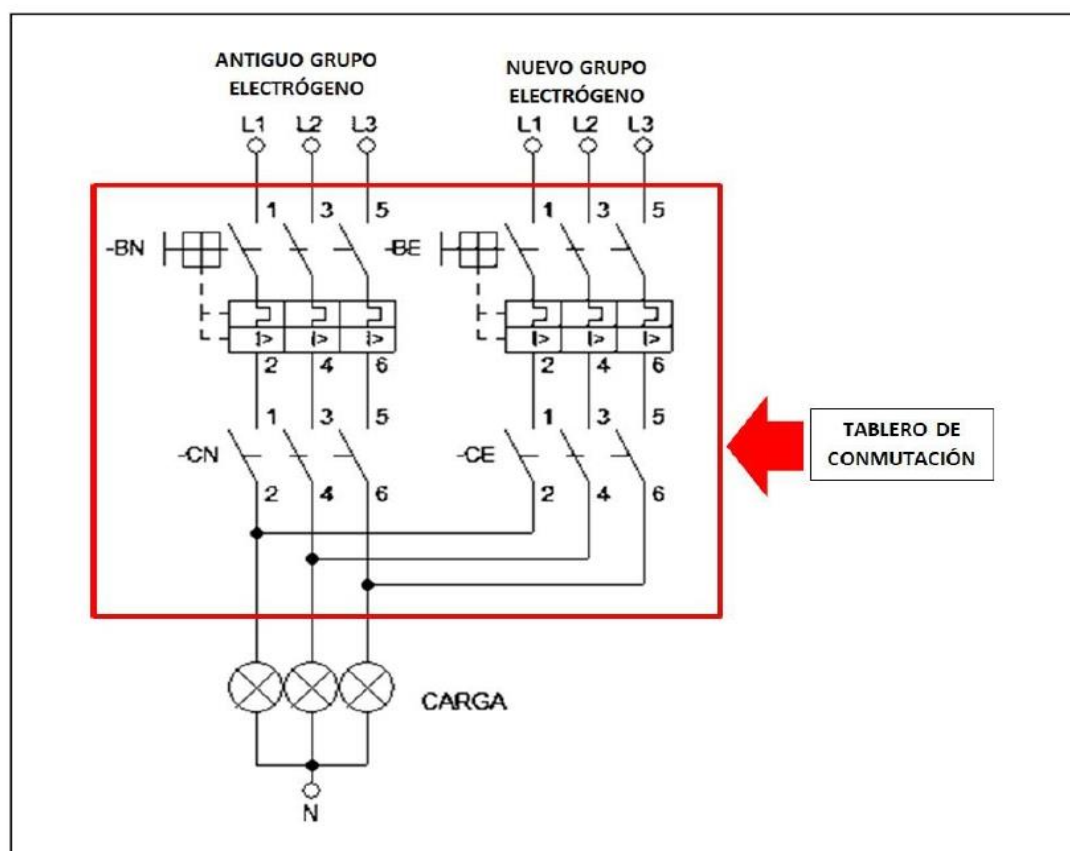 ANTIGUO GRUPO
ELECTRÓGENO
NUEVO GRUPO
ELECTRÓGENO
L1 L2 L3
L1 L2 L3
1 3 5
1 3 5
-BN
-BE
I> I> I>
I> I> I>
2 4 6
2 4 6
1 3 5
1 3 5
-CN
-CE
2 4 6
2 4 6
TABLERO DE
CONMUTACIÓN
CARGA
N